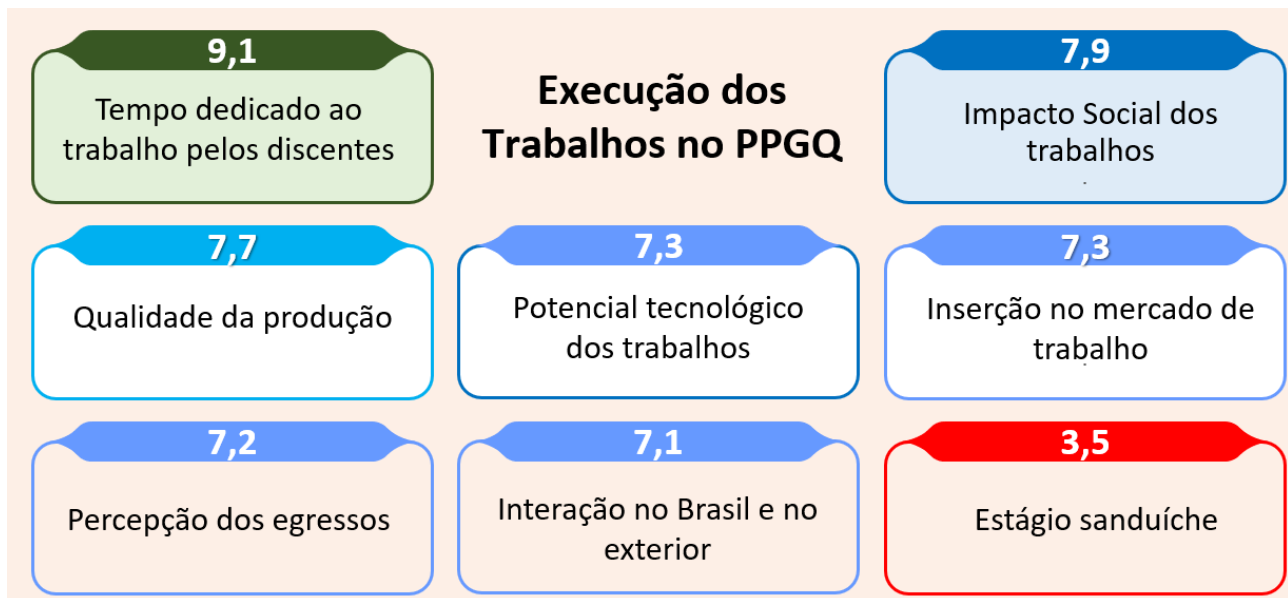 9,1
Tempo dedicado ao
trabalho pelos discentes
Execução dos
Trabalhos no PPGQ
7,9
Impacto Social dos
trabalhos
7,7
Qualidade da produção
7,3
Potencial tecnológico
dos trabalhos
7,3
Inserção no mercado de
trabalho
7,2
Percepção dos egressos
7,1
Interação no Brasil e no
exterior
3,5
Estágio sanduíche